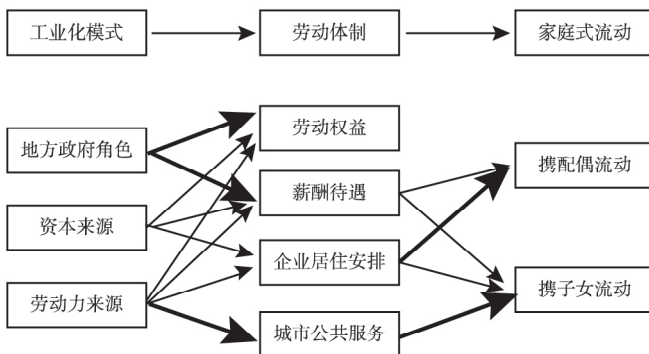 工业化模式
劳动体制
家庭式流动
地方政府角色
资本来源
劳动力来源
劳动权益
薪酬待遇
企业居住安排
城市公共服务
携配偶流动
携子女流动